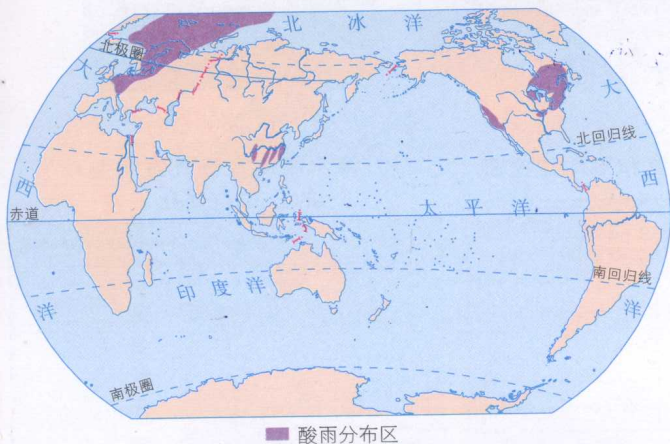 北冰洋
北极圈
大
大
北回归线
西
西
赤道
太平洋
南回归线
印度洋
洋
洋
南极圈
酸雨分布区